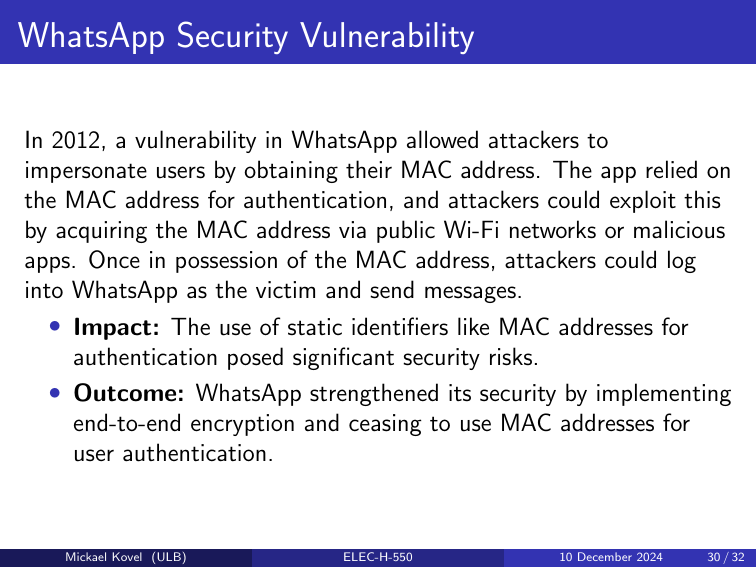 WhatsApp Security Vulnerability
In 2012, a vulnerability in WhatsApp allowed attackers to
impersonate users by obtaining their MAC address. The app relied on
the MAC address for authentication, and attackers could exploit this
by acquiring the MAC address via public Wi-Fi networks or malicious
apps. Once in possession of the MAC address, attackers could log
into WhatsApp as the victim and send messages.
• Impact: The use of static identifiers like MAC addresses for
authentication posed significant security risks.
• Outcome: WhatsApp strengthened its security by implementing
end-to-end encryption and ceasing to use MAC addresses for
user authentication.
Mickael Kovel (ULB) ELEC-H-550 10 December 2024 30 / 32